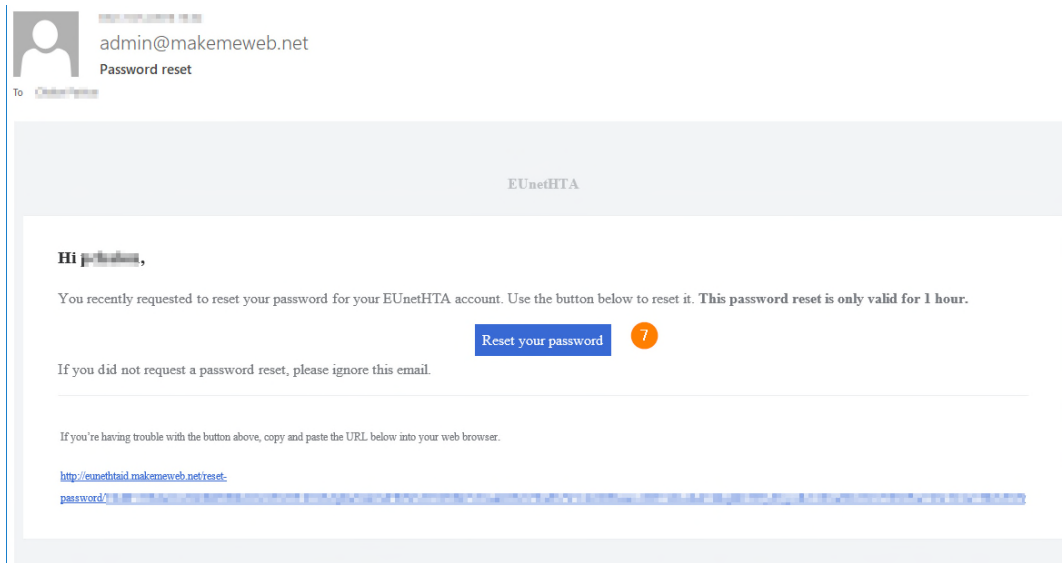 admin@makemeweb.net
Password reset
To
EUnetHTA
Hi
You recently requested to reset your password for your EUnetHTA account. Use the button below to reset it. This password reset is only valid for 1 hour.
Reset your password
7
If you did not request a password reset, please ignore this email.
If you’re having trouble with the button above, copy and paste the URL below into your web browser.
http://eunethtaid.makemeweb.net/reset-
password/